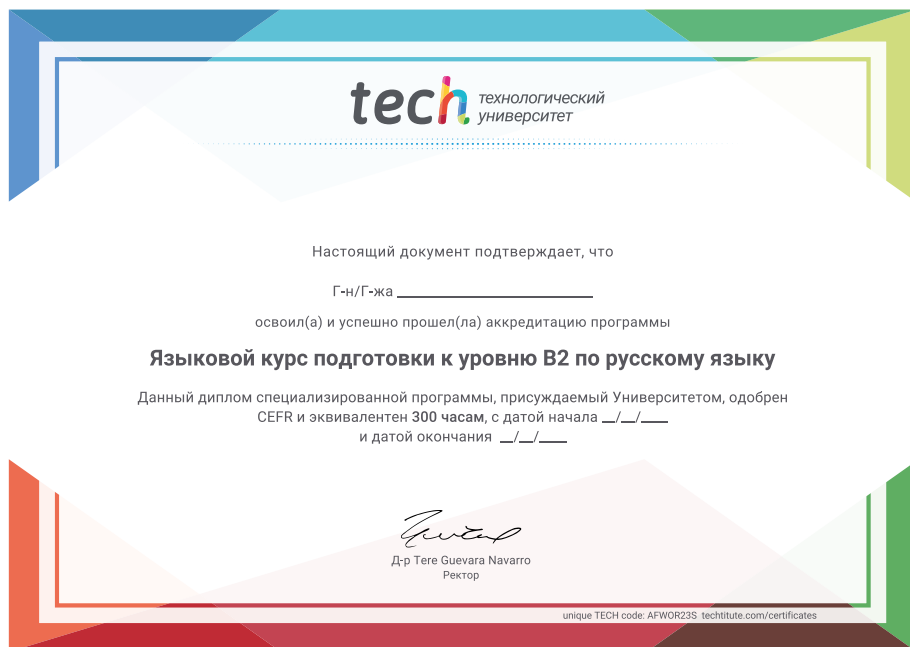 tech технологический
университет
Настоящий документ подтверждает, что
Г-н/Г-жа
освоил(а) и успешно прошел(ла) аккредитацию программы
Языковой курс подготовки к уровню B2 по русскому языку
Данный диплом специализированной программы, присуждаемый Университетом, одобрен
CEFR и эквивалентен 300 часам, с датой начала __/__/____
и датой окончания __/__/____
Д-р Tere Guevara Navarro
Ректор
unique TECH code: AFWOR23S techtitute.com/certificates